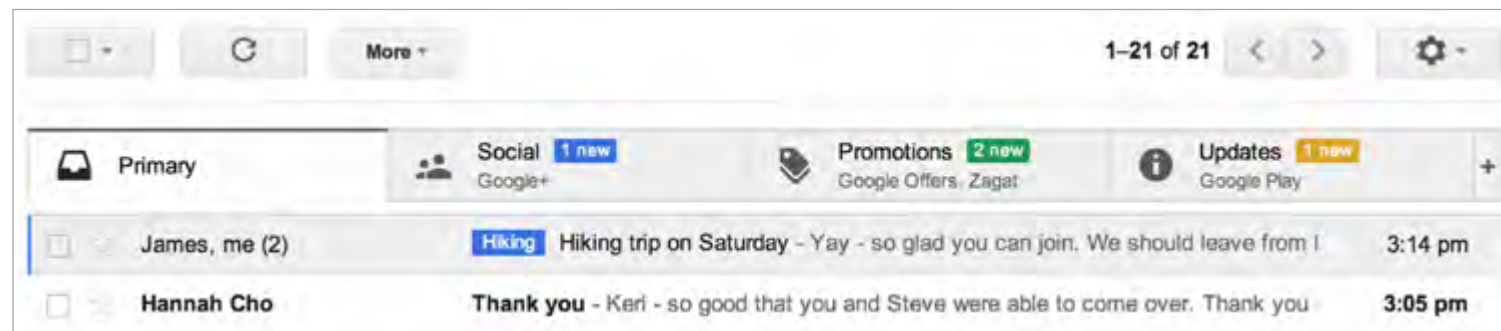 More
1–21 of 21
Primary
Social 1 new
Google+
Promotions 2 new
Google Offers, Zagat
Updates 1 new
Google Play
+
James, me (2) Hiking Hiking trip on Saturday - Yay - so glad you can join. We should leave from I 3:14 pm
Hannah Cho Thank you - Keri - so good that you and Steve were able to come over. Thank you 3:05 pm